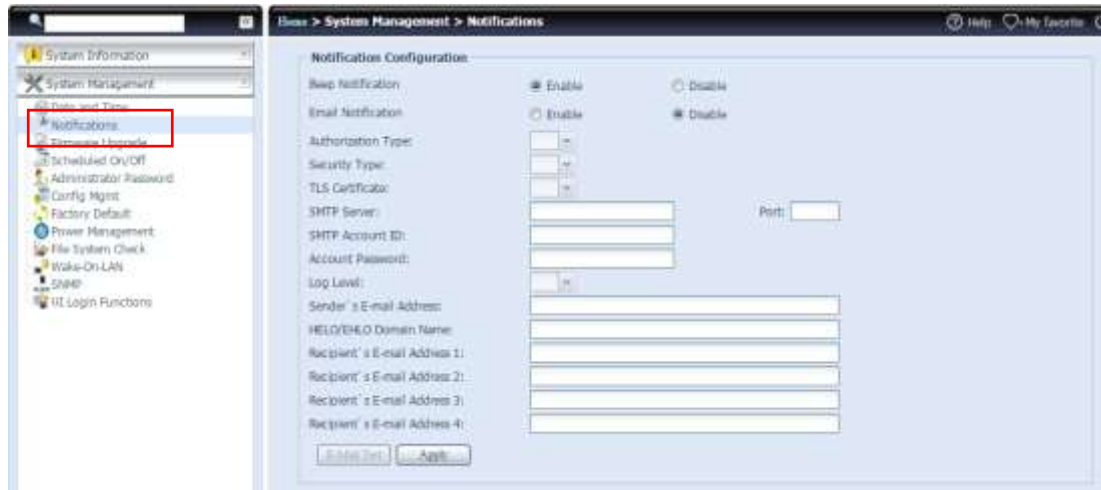 Home > System Management > Notifications
Help
My favorite
System Information
System Management
Date and Time
Notifications
Firmware Upgrade
Scheduled On/Off
Administrator Password
Config Mgmt
Factory Default
Power Management
File System Check
Wake-On-LAN
SNMP
UI Login Functions
Notification Configuration
Beep Notification Enable Disable
Email Notification Enable Disable
Authorization Type:
Security Type:
TLS Certificate:
SMTP Server: Port:
SMTP Account ID:
Account Password:
Log Level:
Sender`s E-mail Address:
HELO/EHLO Domain Name:
Recipient`s E-mail Address 1:
Recipient`s E-mail Address 2:
Recipient`s E-mail Address 3:
Recipient`s E-mail Address 4:
E-Mail Test Apply